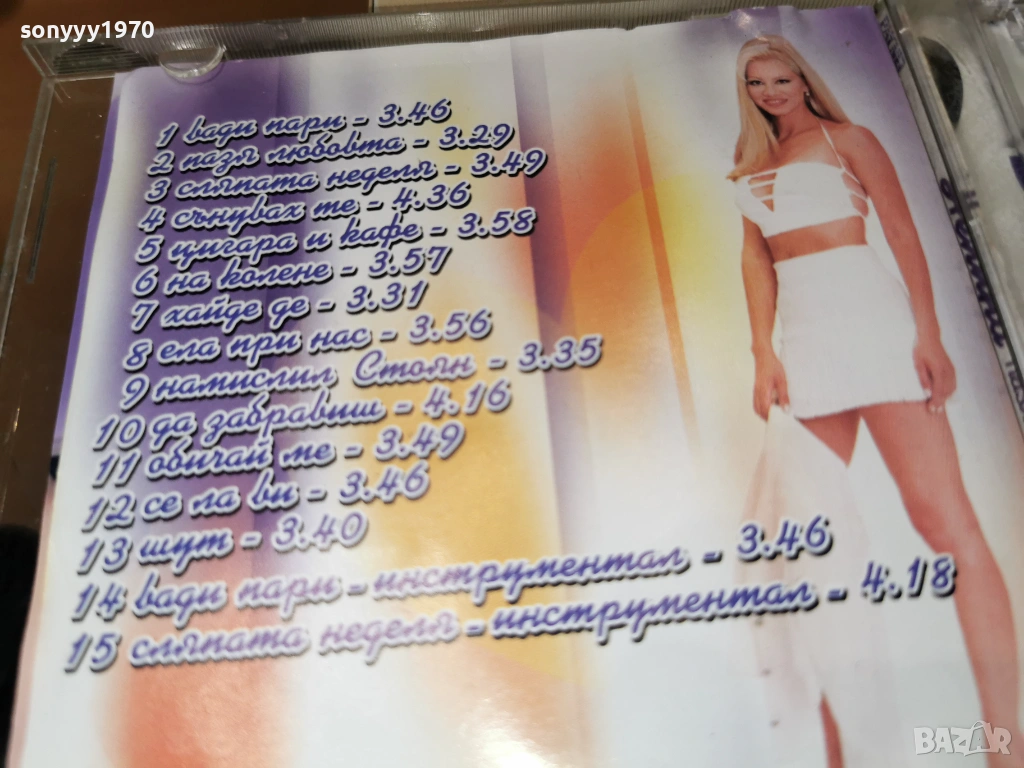 sonyyy1970
1 вади пари - 3.46
2 пазя любовта - 3.29
3 сляпата неделя - 3.49
4 сънувах те - 4.36
5 цигара и кафе - 3.58
6 на колене - 3.57
7 хайде де - 3.31
8 ела при нас - 3.56
9 намислил Стоян - 3.35
10 да забравиш - 4.16
11 обичай ме - 3.49
12 се ла ви - 3.46
13 шут - 3.40
14 вади пари - инструментал - 3.46
15 сляпата неделя - инструментал - 4.18
BAZAR